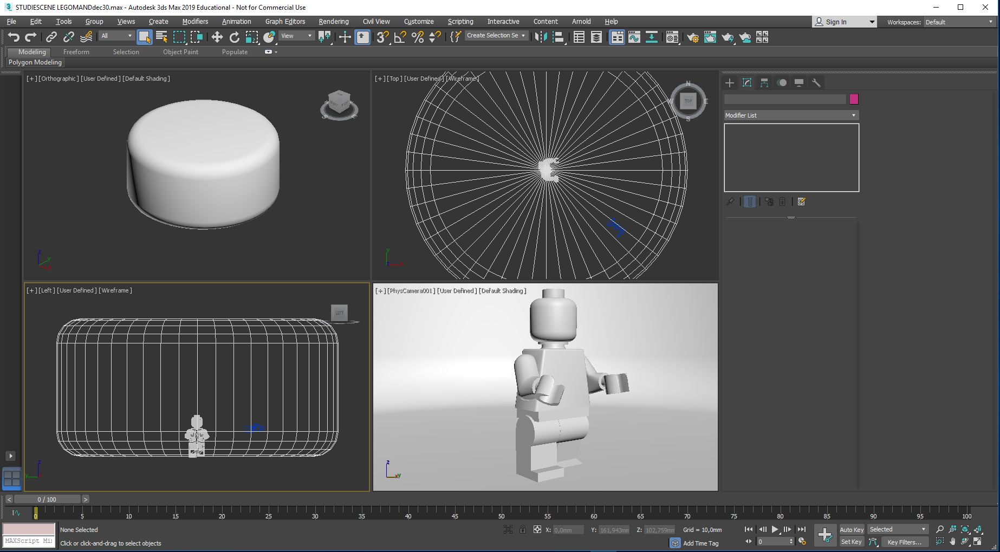 3 STUDIESCENE LEGOMANDdec30.max - Autodesk 3ds Max 2019 Educational - Not for Commercial Use
File Edit Tools Group Views Create Modifiers Animation Graph Editors Rendering Civil View Customize Scripting Interactive Content Arnold Help Sign In Workspaces: Default
All View 3 Create Selection Se
Modeling Freeform Selection Object Paint Populate
Polygon Modeling
[+] [Orthographic] [User Defined] [Default Shading]
[+] [Top] [User Defined] [Wireframe]
N
TOP
E
S
Modifier List
z
y
y
z
x
[+] [Left] [User Defined] [Wireframe]
LEFT
[+] [PhysCamera001] [User Defined] [Default Shading]
z
y
z
xy
< 0 / 100 >
0 5 10 15 20 25 30 35 40 45 50 55 60 65 70 75 80 85 90 95 100
None Selected X: 0,0mm Y: 161,943mm Z: 102,759mm Grid = 10,0mm Auto Key Selected
MAXScript Mi
Click or click-and-drag to select objects Add Time Tag 0 Set Key Key Filters...